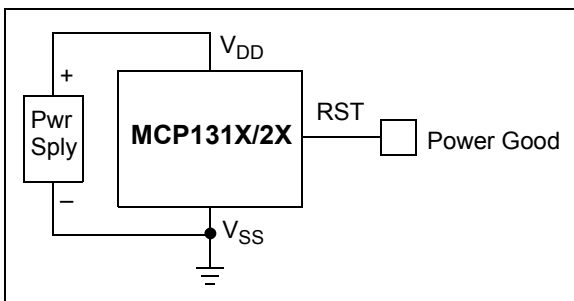 V_DD
+
Pwr
Sply
–
MCP131X/2X
RST
Power Good
V_SS